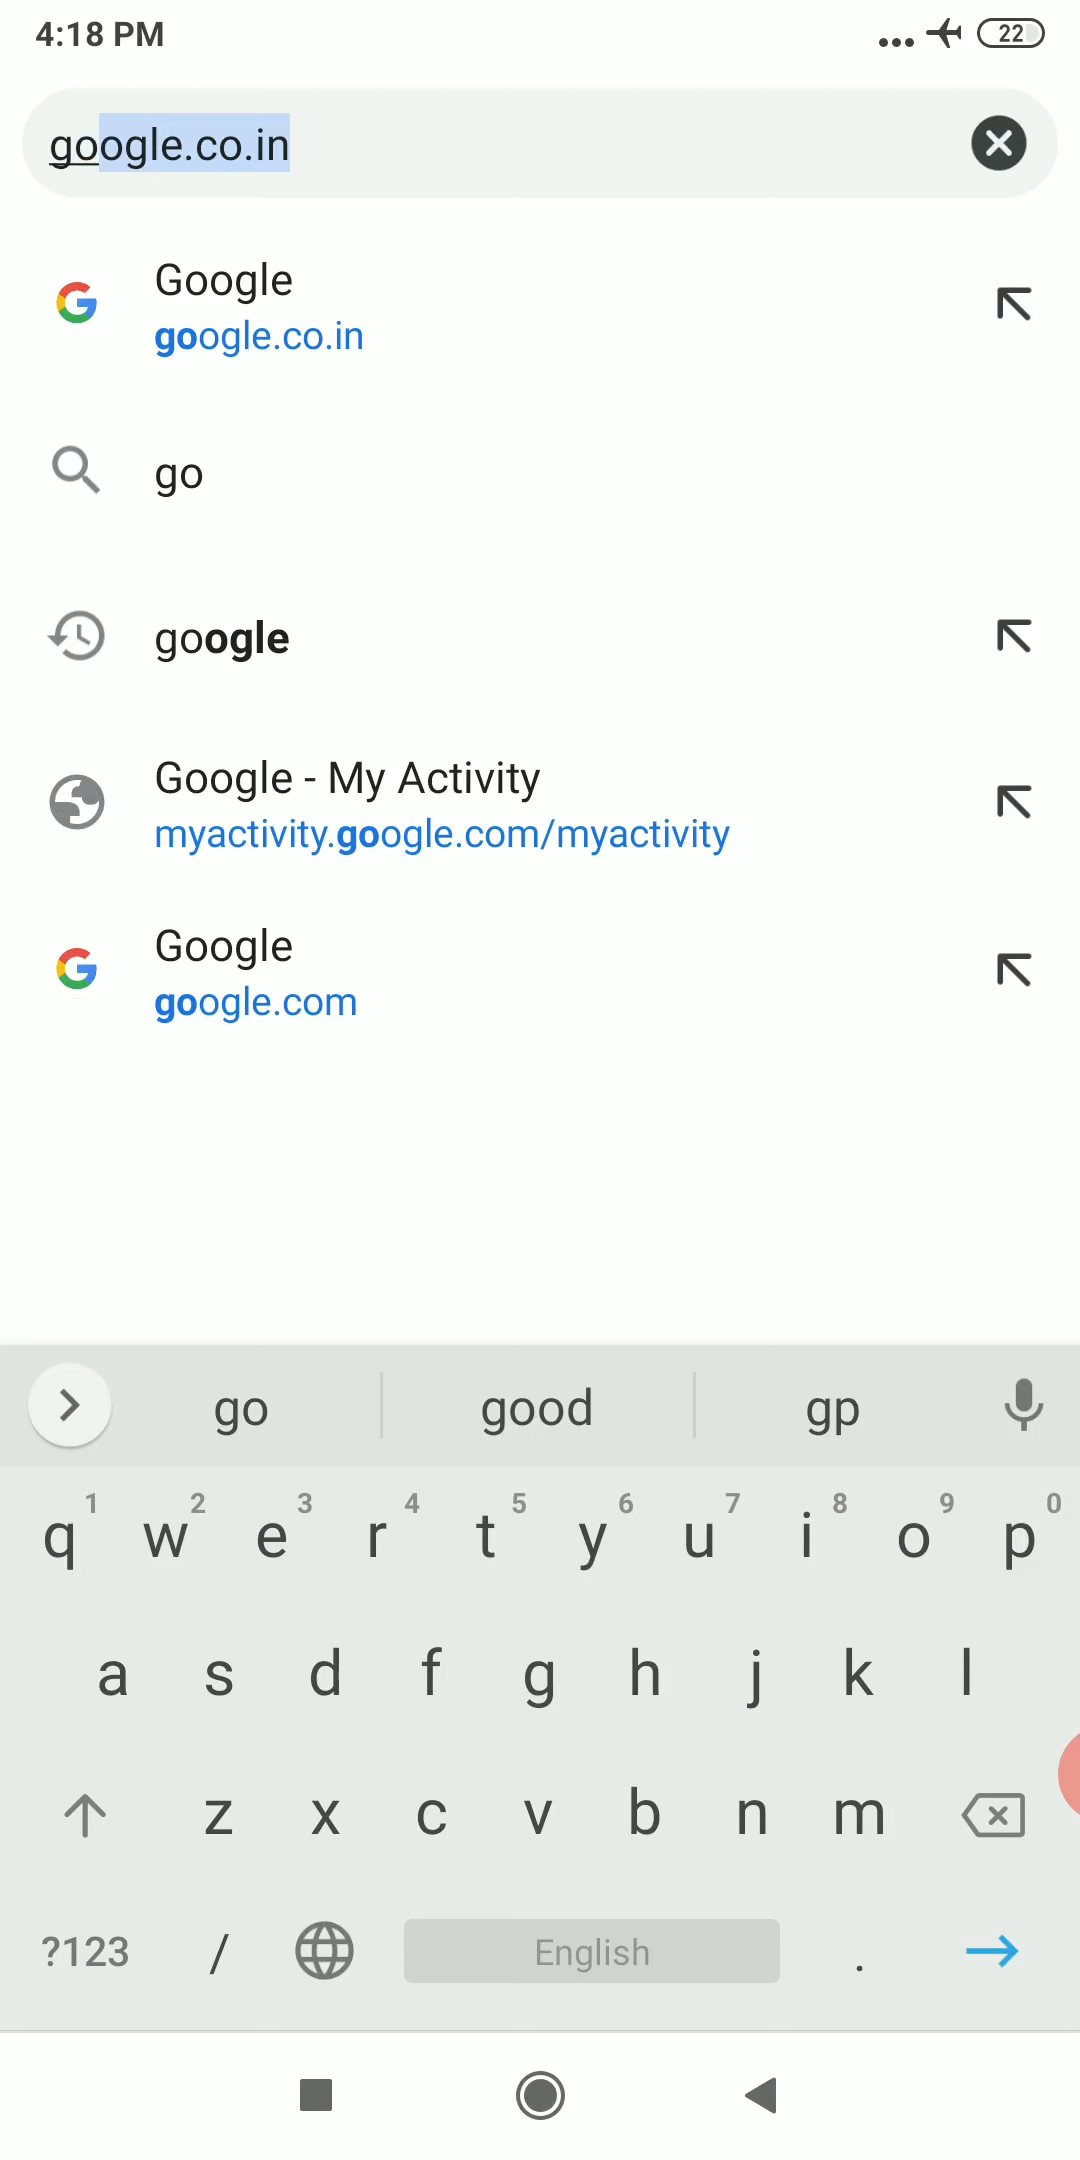 4:18 PM
22
google.co.in
Google
google.co.in
go
google
Google - My Activity
myactivity.google.com/myactivity
Google
google.com
go good gp
1 2 3 4 5 6 7 8 9 0
q w e r t y u i o p
a s d f g h j k l
z x c v b n m
?123 / English .